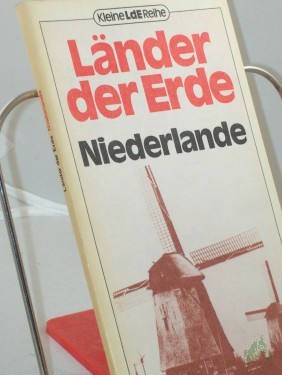 Kleine LdE Reihe
Länder
der Erde
Niederlande